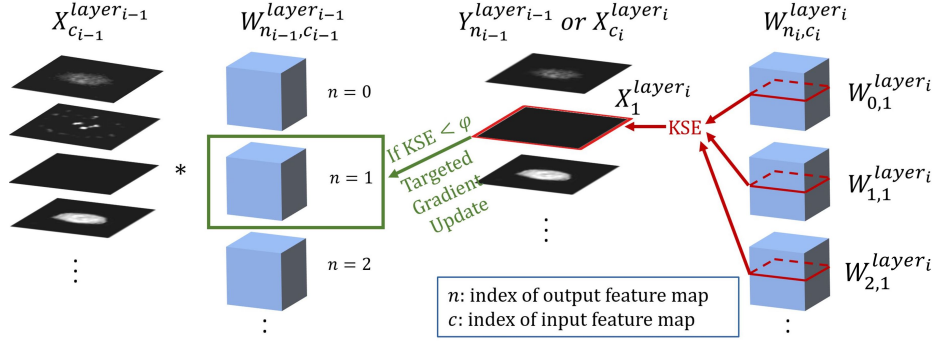 X_{c_{i-1}}^{layer_{i-1}}
W_{n_{i-1},c_{i-1}}^{layer_{i-1}}
Y_{n_{i-1}}^{layer_{i-1}} or X_{c_i}^{layer_i}
W_{n_i,c_i}^{layer_i}
n = 0
X_1^{layer_i}
W_{0,1}^{layer_i}
If KSE < φ
KSE
*
n = 1
Targeted
Gradient
Update
W_{1,1}^{layer_i}
n = 2
W_{2,1}^{layer_i}
n: index of output feature map
c: index of input feature map